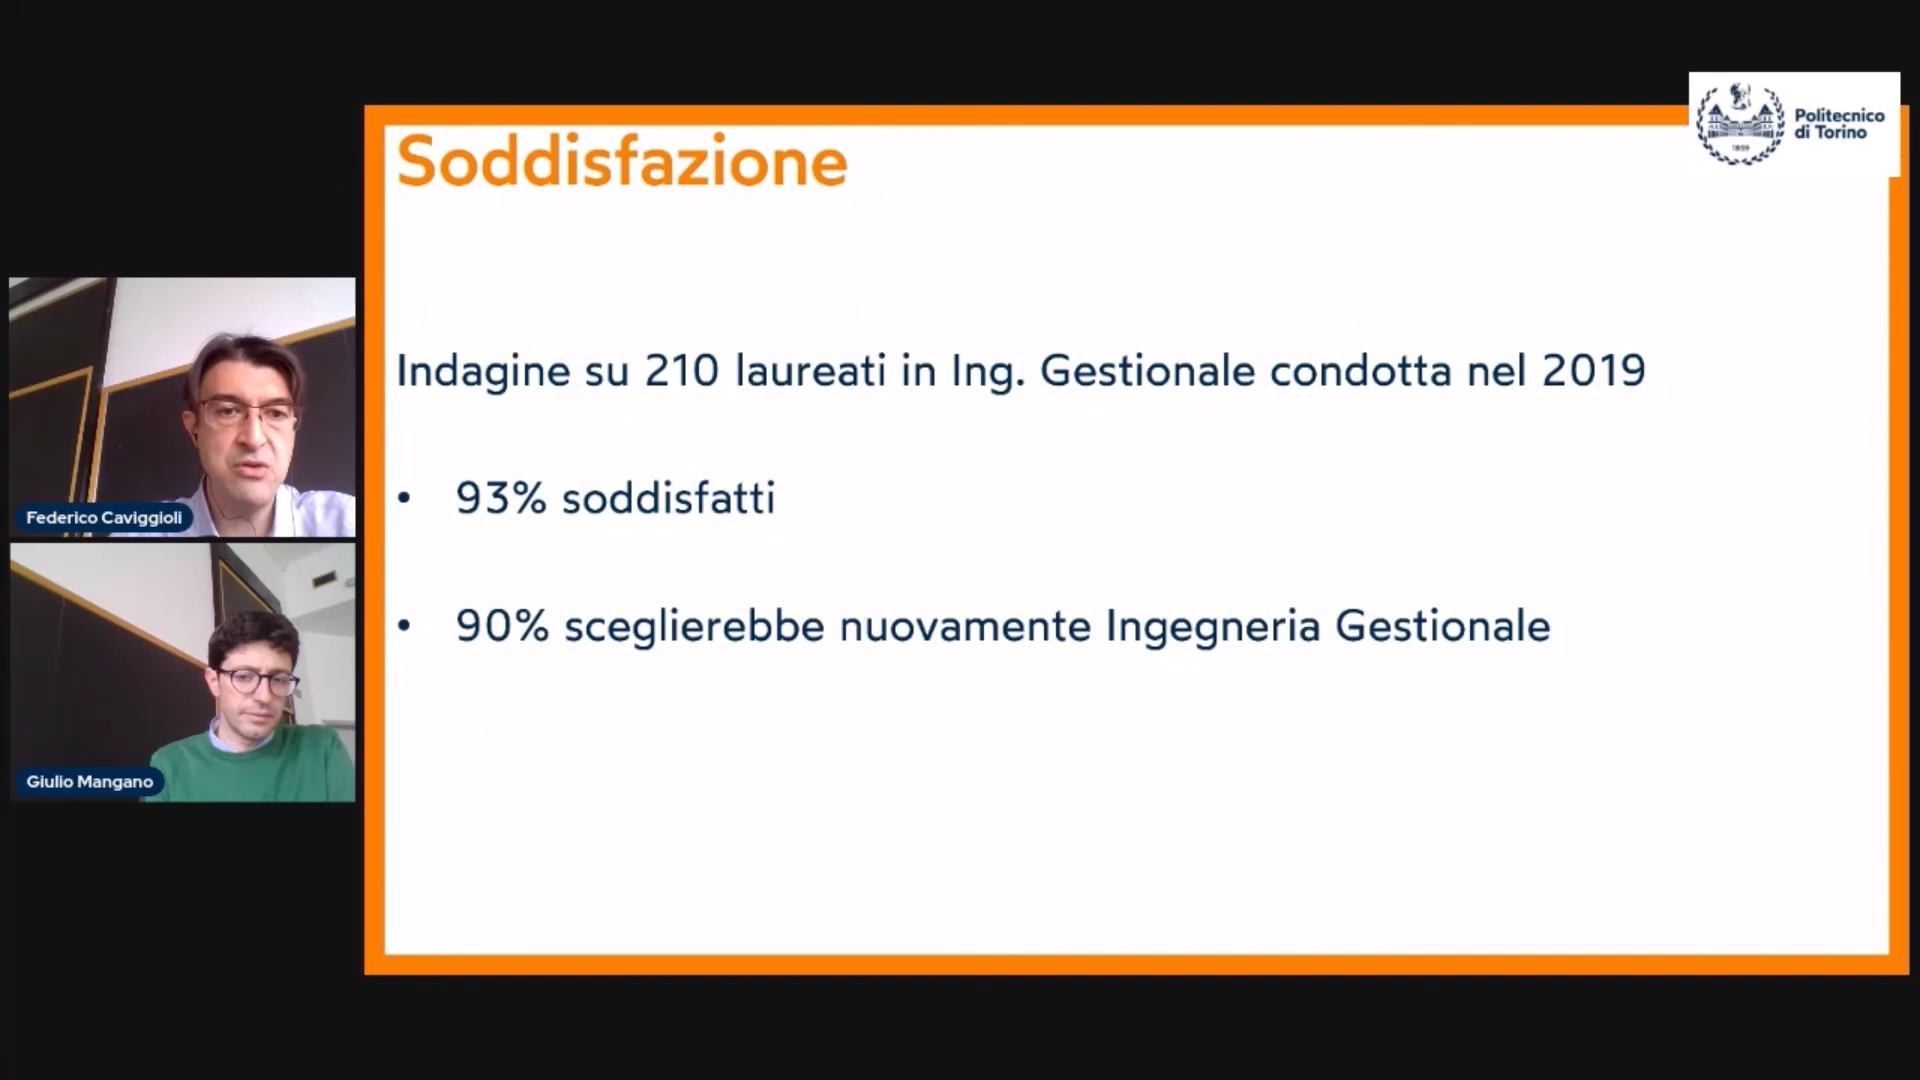 Politecnico
di Torino
1859
Soddisfazione
Indagine su 210 laureati in Ing. Gestionale condotta nel 2019
• 93% soddisfatti
• 90% sceglierebbe nuovamente Ingegneria Gestionale
Federico Caviggioli
Giulio Mangano